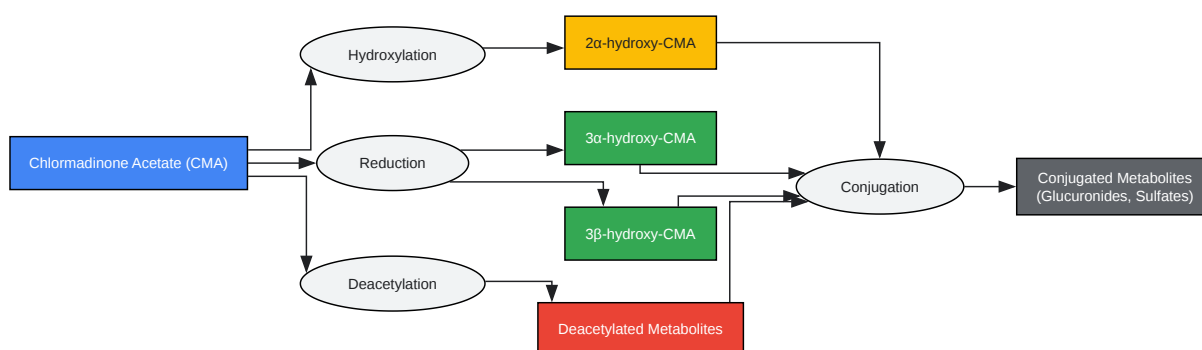 Chlormadinone Acetate (CMA)
Hydroxylation
Reduction
Deacetylation
2α-hydroxy-CMA
3α-hydroxy-CMA
3β-hydroxy-CMA
Deacetylated Metabolites
Conjugation
Conjugated Metabolites
(Glucuronides, Sulfates)